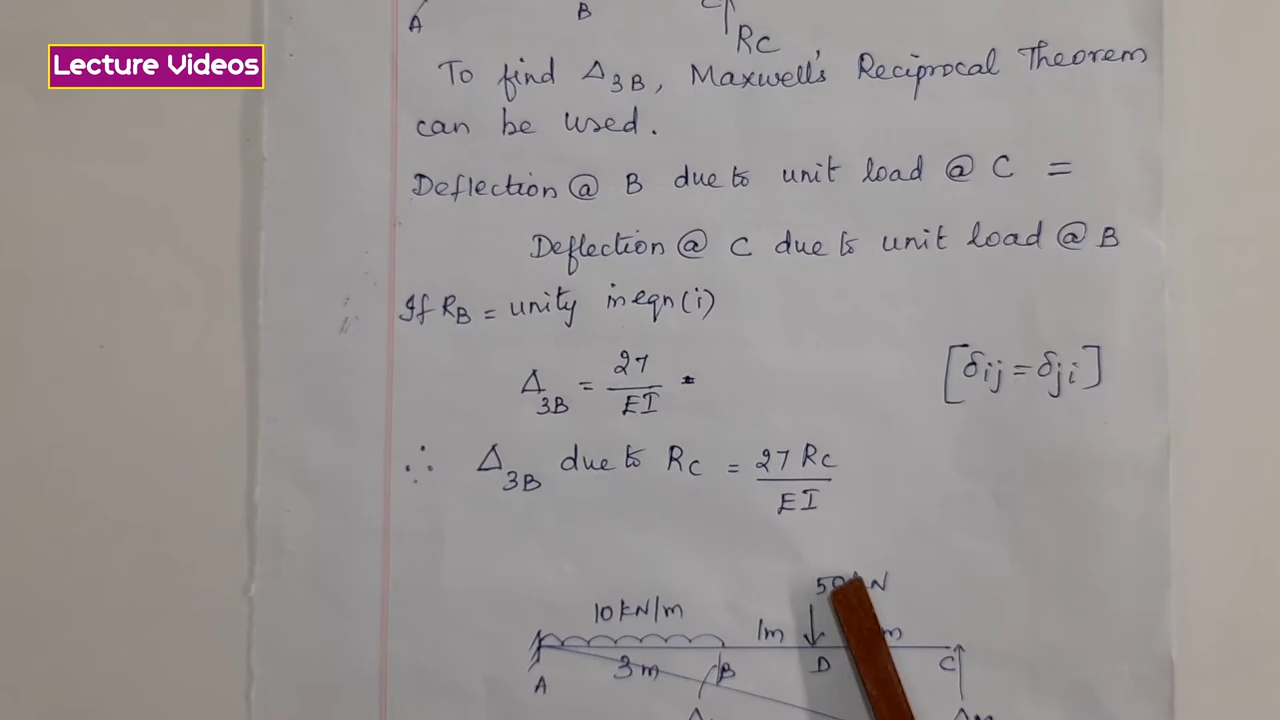 Lecture Videos
A B
RC
To find Δ3B, Maxwell's Reciprocal Theorem
can be used.
Deflection @ B due to unit load @ C =
Deflection @ C due to unit load @ B
If RB = unity in eqn (i)
Δ3B = 27/EI
[δij = δji]
∴ Δ3B due to RC = 27 RC/EI
10 kN/m 1m
3m
A B D C